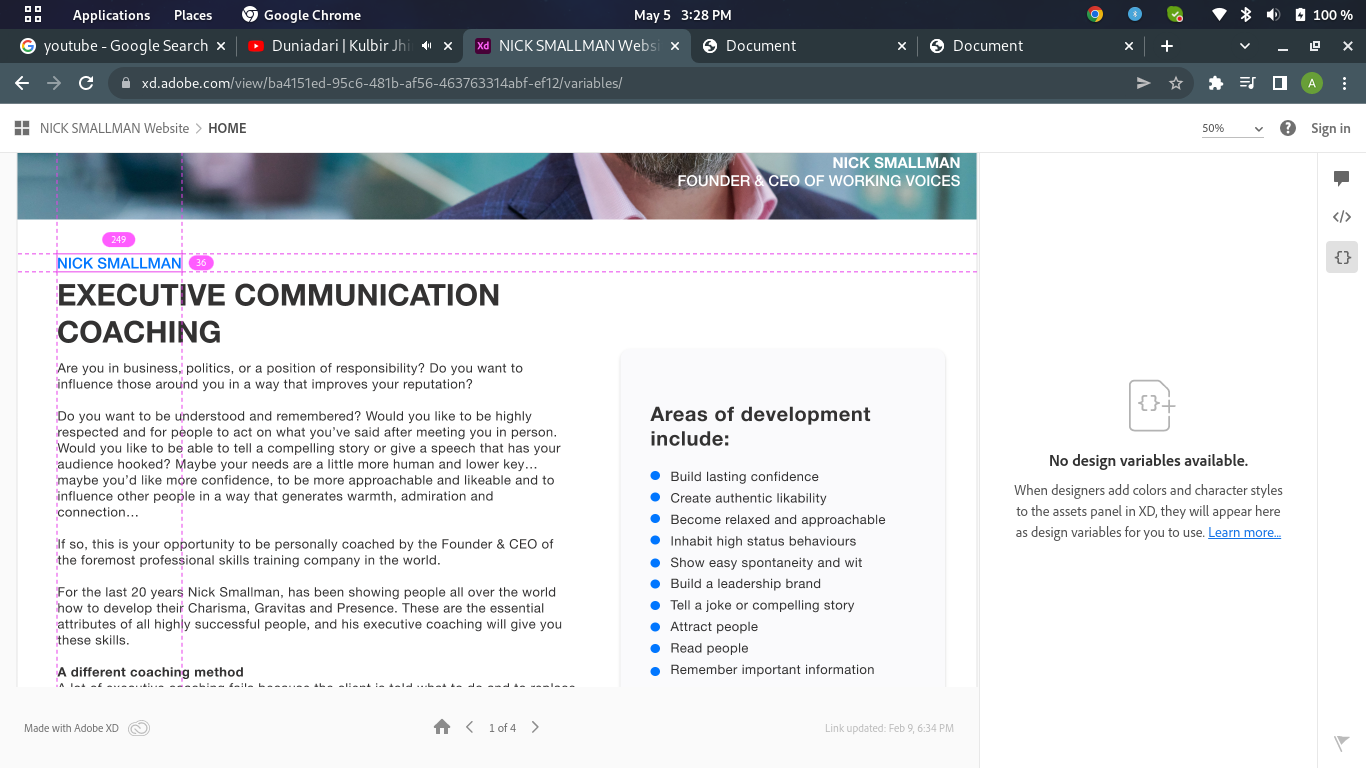 Applications Places Google Chrome May 5 3:28 PM 100 %
youtube - Google Search Duniadari | Kulbir Jhi NICK SMALLMAN Websi Document Document
xd.adobe.com/view/ba4151ed-95c6-481b-af56-463763314abf-ef12/variables/ A
NICK SMALLMAN Website > HOME 50% Sign in
NICK SMALLMAN
FOUNDER & CEO OF WORKING VOICES
249
NICK SMALLMAN 36
EXECUTIVE COMMUNICATION
COACHING
Are you in business, politics, or a position of responsibility? Do you want to
influence those around you in a way that improves your reputation?
Do you want to be understood and remembered? Would you like to be highly
respected and for people to act on what you've said after meeting you in person.
Would you like to be able to tell a compelling story or give a speech that has your
audience hooked? Maybe your needs are a little more human and lower key…
maybe you'd like more confidence, to be more approachable and likeable and to
influence other people in a way that generates warmth, admiration and
connection…
If so, this is your opportunity to be personally coached by the Founder & CEO of
the foremost professional skills training company in the world.
For the last 20 years Nick Smallman, has been showing people all over the world
how to develop their Charisma, Gravitas and Presence. These are the essential
attributes of all highly successful people, and his executive coaching will give you
these skills.
A different coaching method
A lot of executive coaching fails because the client is told what to do and to replace
Areas of development
include:
Build lasting confidence
Create authentic likability
Become relaxed and approachable
Inhabit high status behaviours
Show easy spontaneity and wit
Build a leadership brand
Tell a joke or compelling story
Attract people
Read people
Remember important information
No design variables available.
When designers add colors and character styles
to the assets panel in XD, they will appear here
as design variables for you to use. Learn more...
Made with Adobe XD 1 of 4 Link updated: Feb 9, 6:34 PM